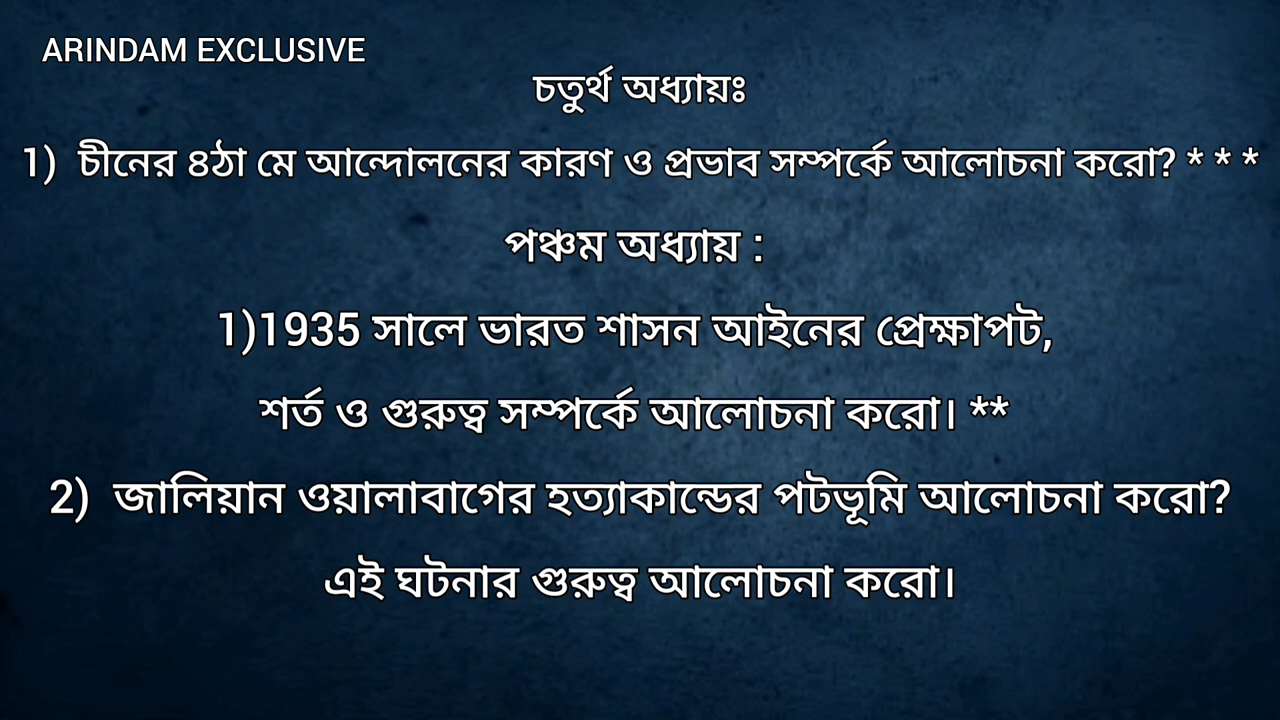 ARINDAM EXCLUSIVE
চতুর্থ অধ্যায়ঃ
1) চীনের ৪ঠা মে আন্দোলনের কারণ ও প্রভাব সম্পর্কে আলোচনা করো? * * *
পঞ্চম অধ্যায় :
1)1935 সালে ভারত শাসন আইনের প্রেক্ষাপট,
শর্ত ও গুরুত্ব সম্পর্কে আলোচনা করো। **
2) জালিয়ান ওয়ালাবাগের হত্যাকান্ডের পটভূমি আলোচনা করো?
এই ঘটনার গুরুত্ব আলোচনা করো।